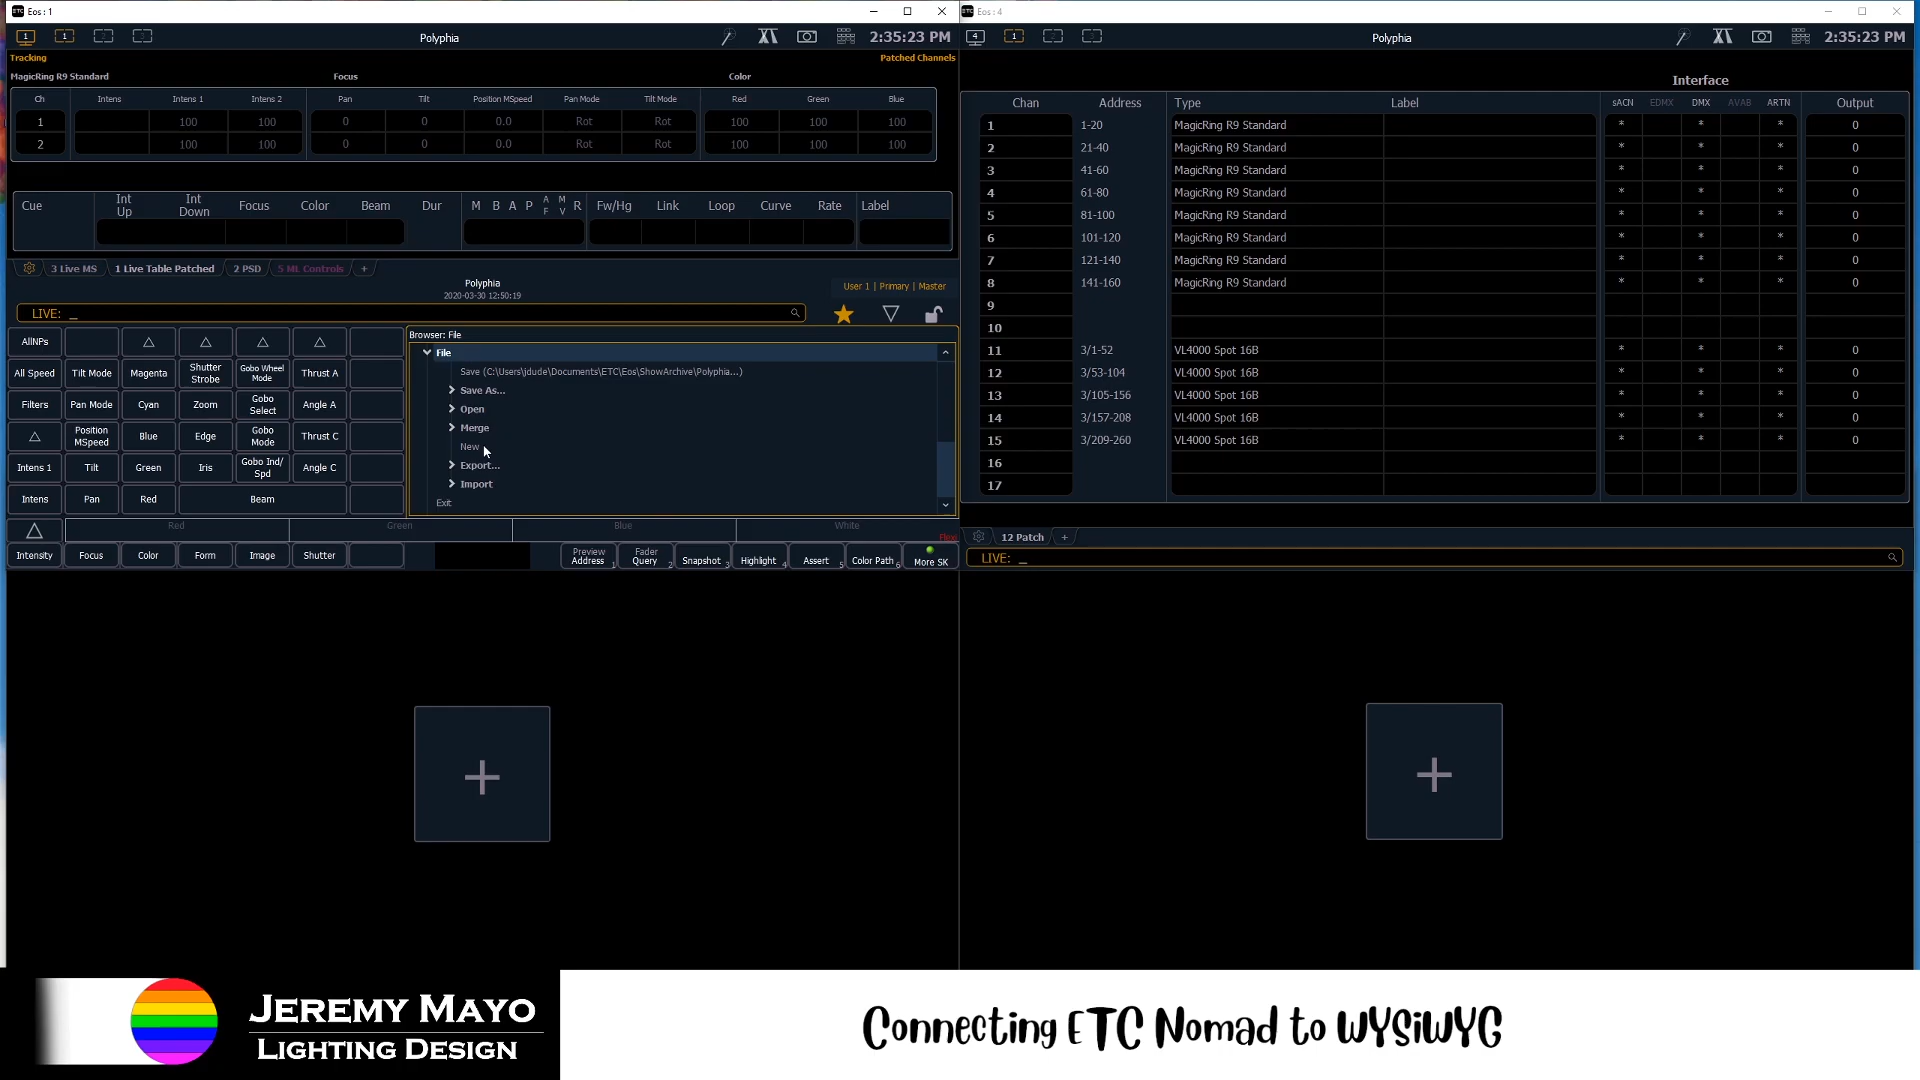 Eos : 1
1 1 2 3 Polyphia 2:35:23 PM
Tracking Patched Channels
MagicRing R9 Standard Focus Color
Ch Intens Intens 1 Intens 2 Pan Tilt Position MSpeed Pan Mode Tilt Mode Red Green Blue
1 100 100 0 0 0.0 Rot Rot 100 100 100
2 100 100 0 0 0.0 Rot Rot 100 100 100
Cue Int Up Int Down Focus Color Beam Dur M B A P A F M V R Fw/Hg Link Loop Curve Rate Label
3 Live MS 1 Live Table Patched 2 PSD 5 ML Controls +
Polyphia
2020-03-30 12:50:19
User 1 | Primary | Master
LIVE: _
AllNPs
All Speed Tilt Mode Magenta Shutter Strobe Gobo Wheel Mode Thrust A
Filters Pan Mode Cyan Zoom Gobo Select Angle A
Position MSpeed Blue Edge Gobo Mode Thrust C
Intens 1 Tilt Green Iris Gobo Ind/ Spd Angle C
Intens Pan Red Beam
Browser: File
File
Save (C:\Users\jdude\Documents\ETC\Eos\ShowArchive\Polyphia...)
Save As...
Open
Merge
New
Export...
Import
Exit
Red Green Blue White
Flexi
Intensity Focus Color Form Image Shutter
Preview Address 1 Fader Query 2 Snapshot 3 Highlight 4 Assert 5 Color Path 6 More SK
Eos : 4
4 1 Polyphia 2:35:23 PM
Interface
Chan Address Type Label sACN EDMX DMX AVAB ARTN Output
1 1-20 MagicRing R9 Standard * * * 0
2 21-40 MagicRing R9 Standard * * * 0
3 41-60 MagicRing R9 Standard * * * 0
4 61-80 MagicRing R9 Standard * * * 0
5 81-100 MagicRing R9 Standard * * * 0
6 101-120 MagicRing R9 Standard * * * 0
7 121-140 MagicRing R9 Standard * * * 0
8 141-160 MagicRing R9 Standard * * * 0
9
10
11 3/1-52 VL4000 Spot 16B * * * 0
12 3/53-104 VL4000 Spot 16B * * * 0
13 3/105-156 VL4000 Spot 16B * * * 0
14 3/157-208 VL4000 Spot 16B * * * 0
15 3/209-260 VL4000 Spot 16B * * * 0
16
17
12 Patch +
LIVE: _
JEREMY MAYO
LIGHTING DESIGN
Connecting ETC Nomad to WYSiWYG